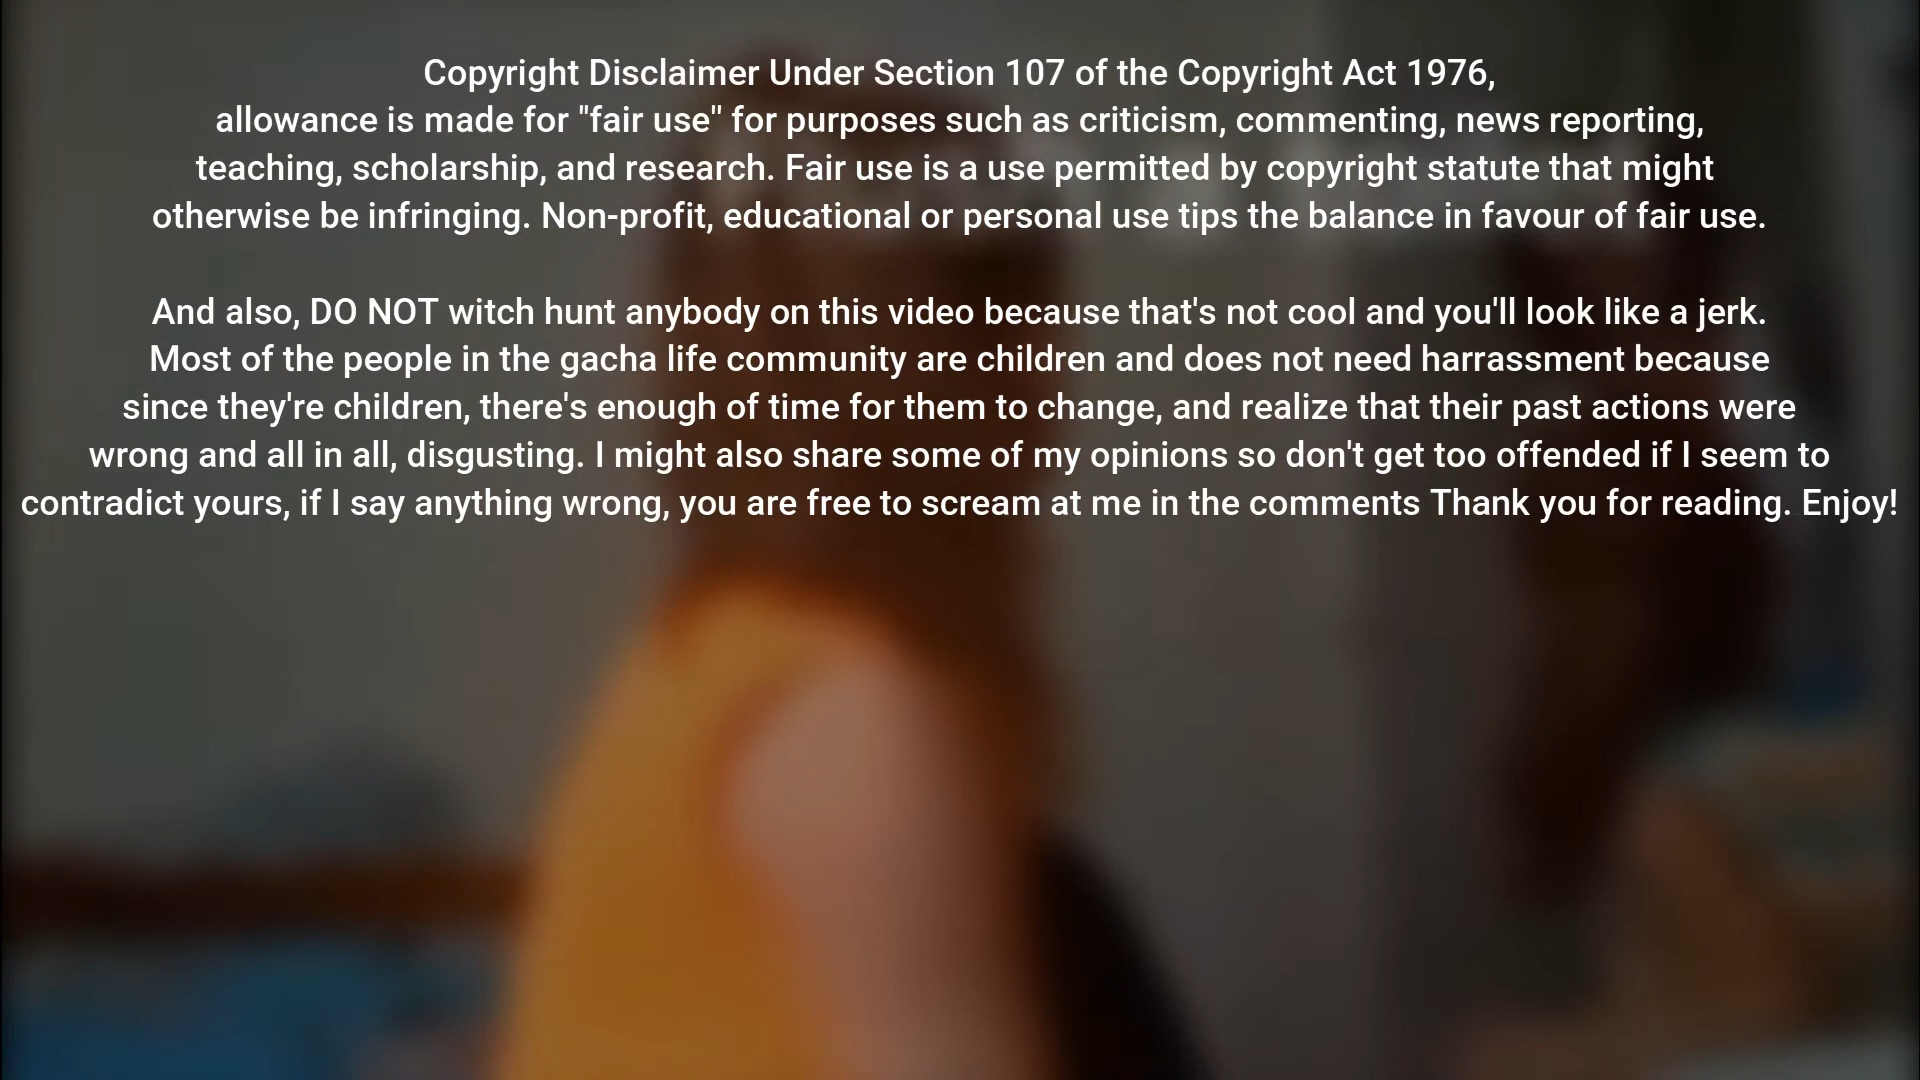 Copyright Disclaimer Under Section 107 of the Copyright Act 1976,
allowance is made for "fair use" for purposes such as criticism, commenting, news reporting,
teaching, scholarship, and research. Fair use is a use permitted by copyright statute that might
otherwise be infringing. Non-profit, educational or personal use tips the balance in favour of fair use.
And also, DO NOT witch hunt anybody on this video because that's not cool and you'll look like a jerk.
Most of the people in the gacha life community are children and does not need harrassment because
since they're children, there's enough of time for them to change, and realize that their past actions were
wrong and all in all, disgusting. I might also share some of my opinions so don't get too offended if I seem to
contradict yours, if I say anything wrong, you are free to scream at me in the comments Thank you for reading. Enjoy!